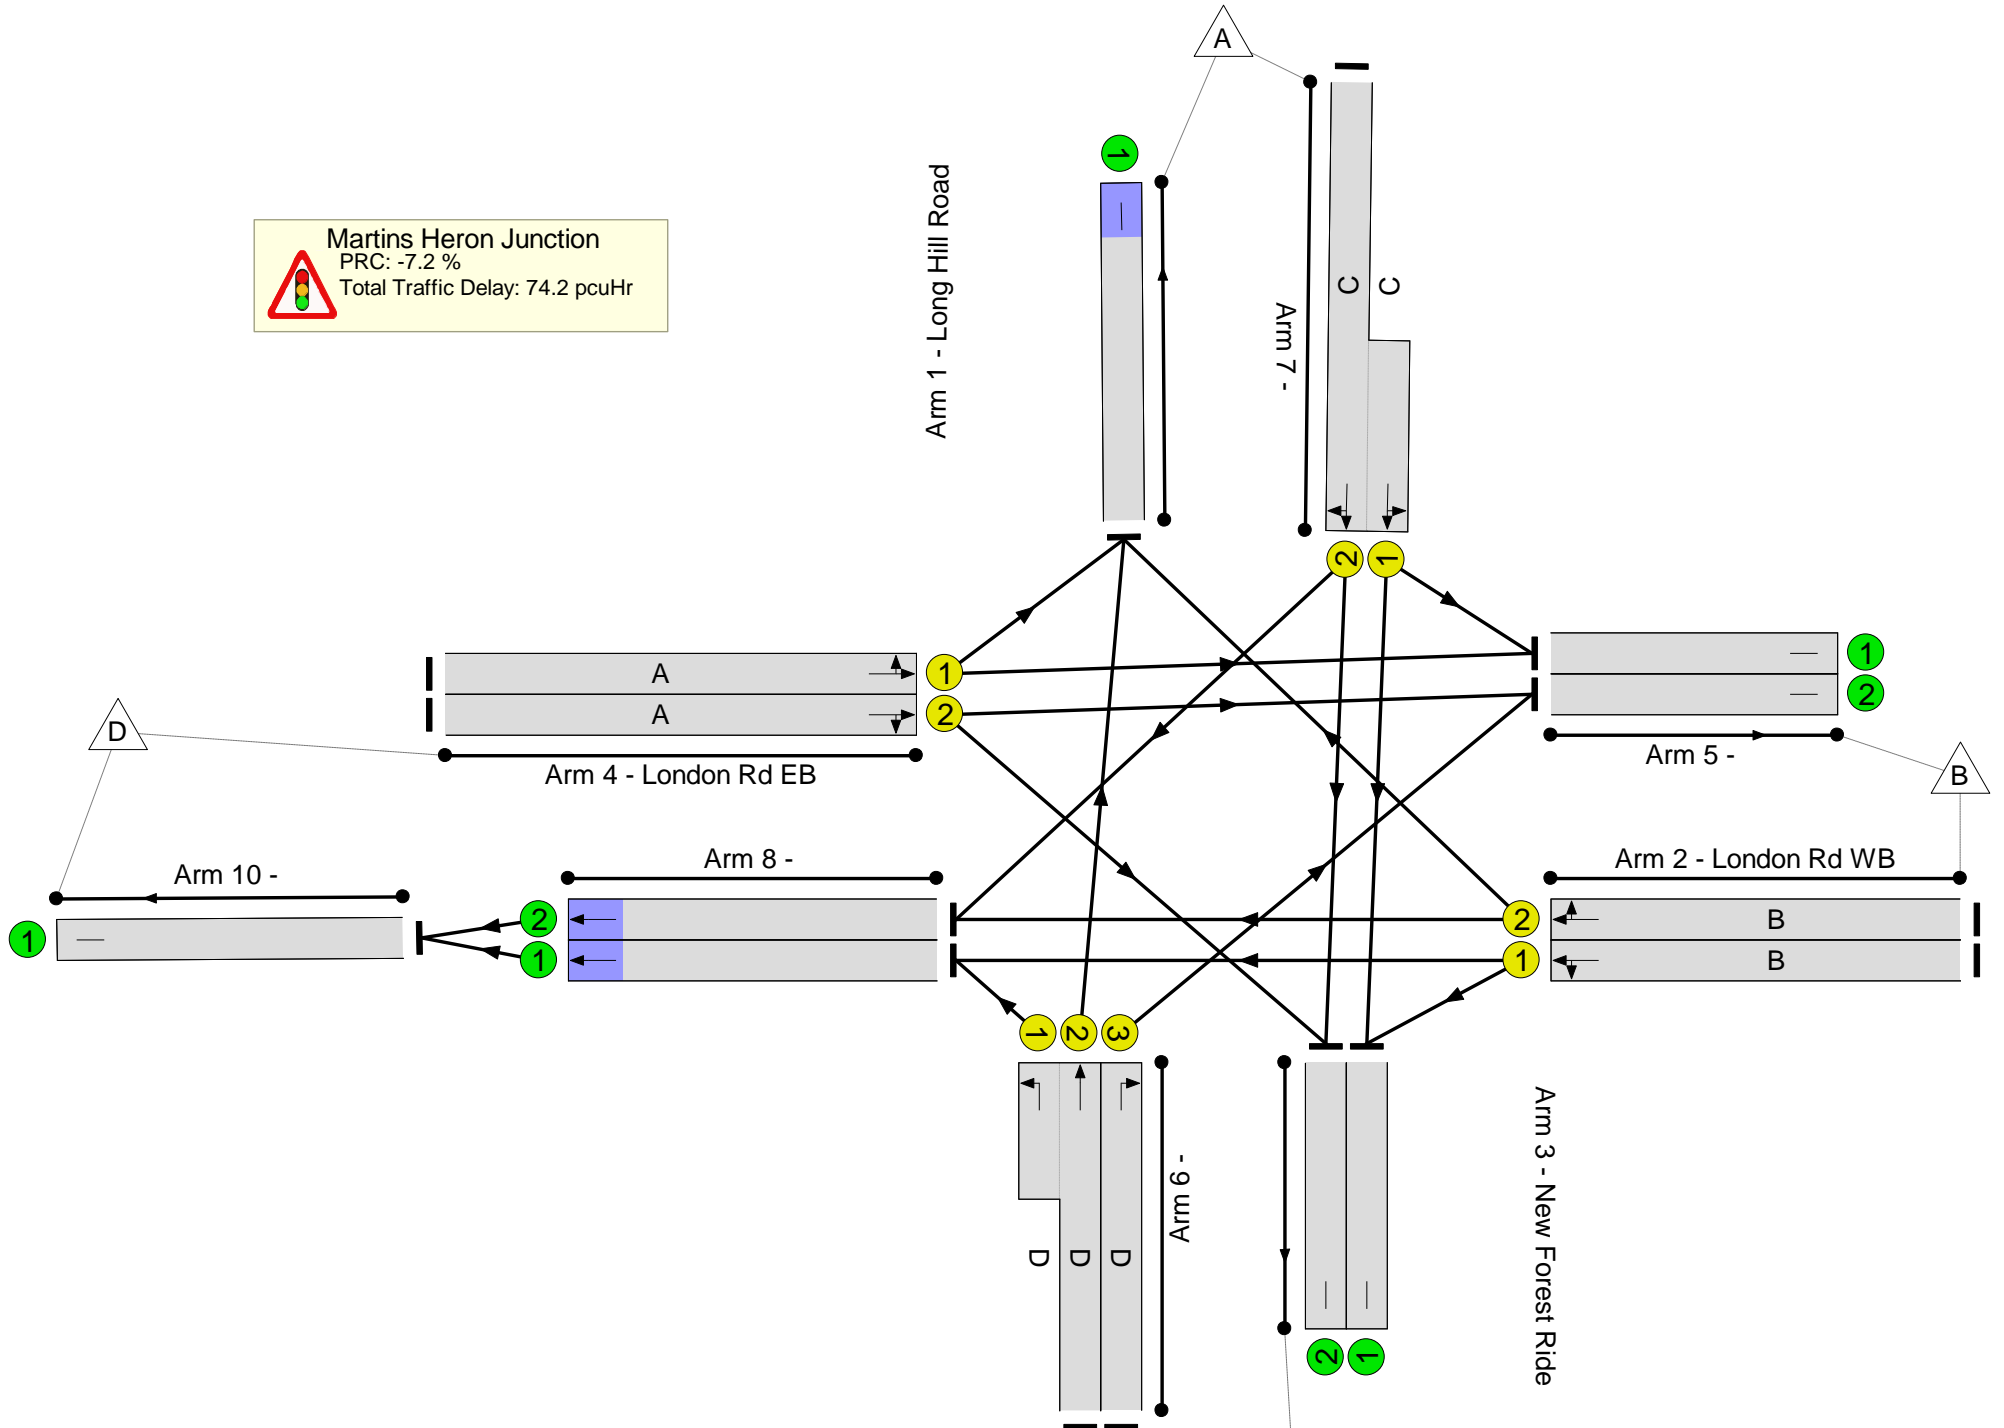 A
1
Arm 1 - Long Hill Road
Martins Heron Junction
PRC: -7.2 %
Total Traffic Delay: 74.2 pcuHr
C
C
Arm 7 -
2
1
A
1
A
2
Arm 4 - London Rd EB
D
1
2
Arm 5 -
B
Arm 10 -
Arm 8 -
Arm 2 - London Rd WB
1
2
1
2
B
1
B
1
2
3
D
D
D
Arm 6 -
Arm 3 - New Forest Ride
2
1